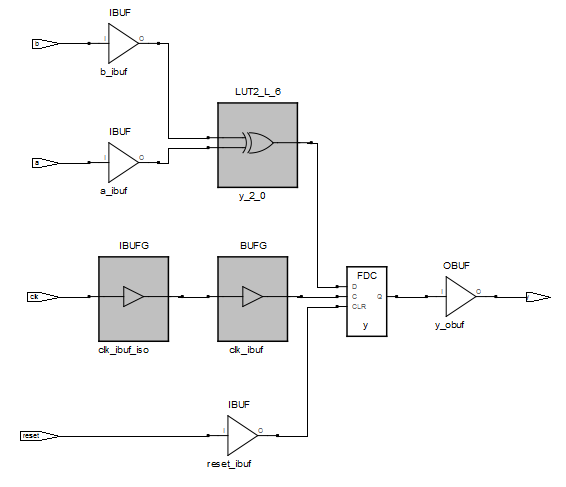 IBUF
b
I
O
b_ibuf
LUT2_L_6
IBUF
a
I
O
a_ibuf
y_2_0
IBUFG
BUFG
clk
clk_ibuf_iso
clk_ibuf
FDC
D
C
Q
CLR
y
OBUF
I
O
y_obuf
IBUF
reset
I
O
reset_ibuf